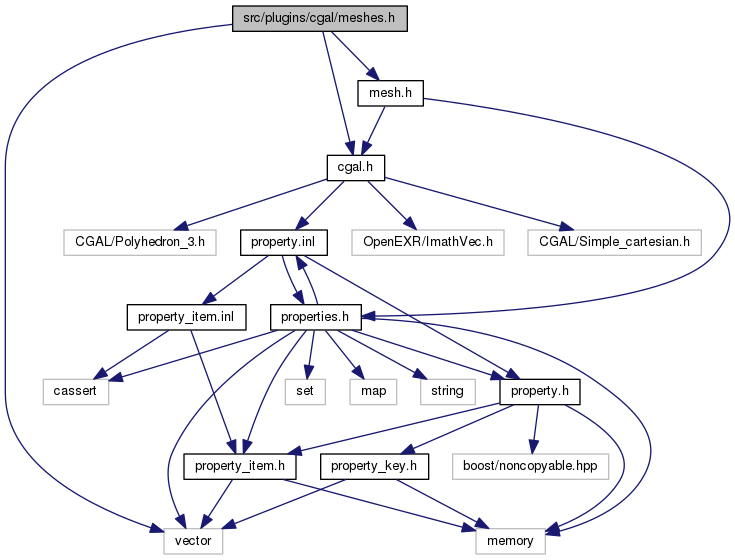 src/plugins/cgal/meshes.h
mesh.h
cgal.h
CGAL/Polyhedron_3.h
property.inl
OpenEXR/ImathVec.h
CGAL/Simple_cartesian.h
property_item.inl
properties.h
cassert
set
map
string
property.h
property_item.h
property_key.h
boost/noncopyable.hpp
vector
memory